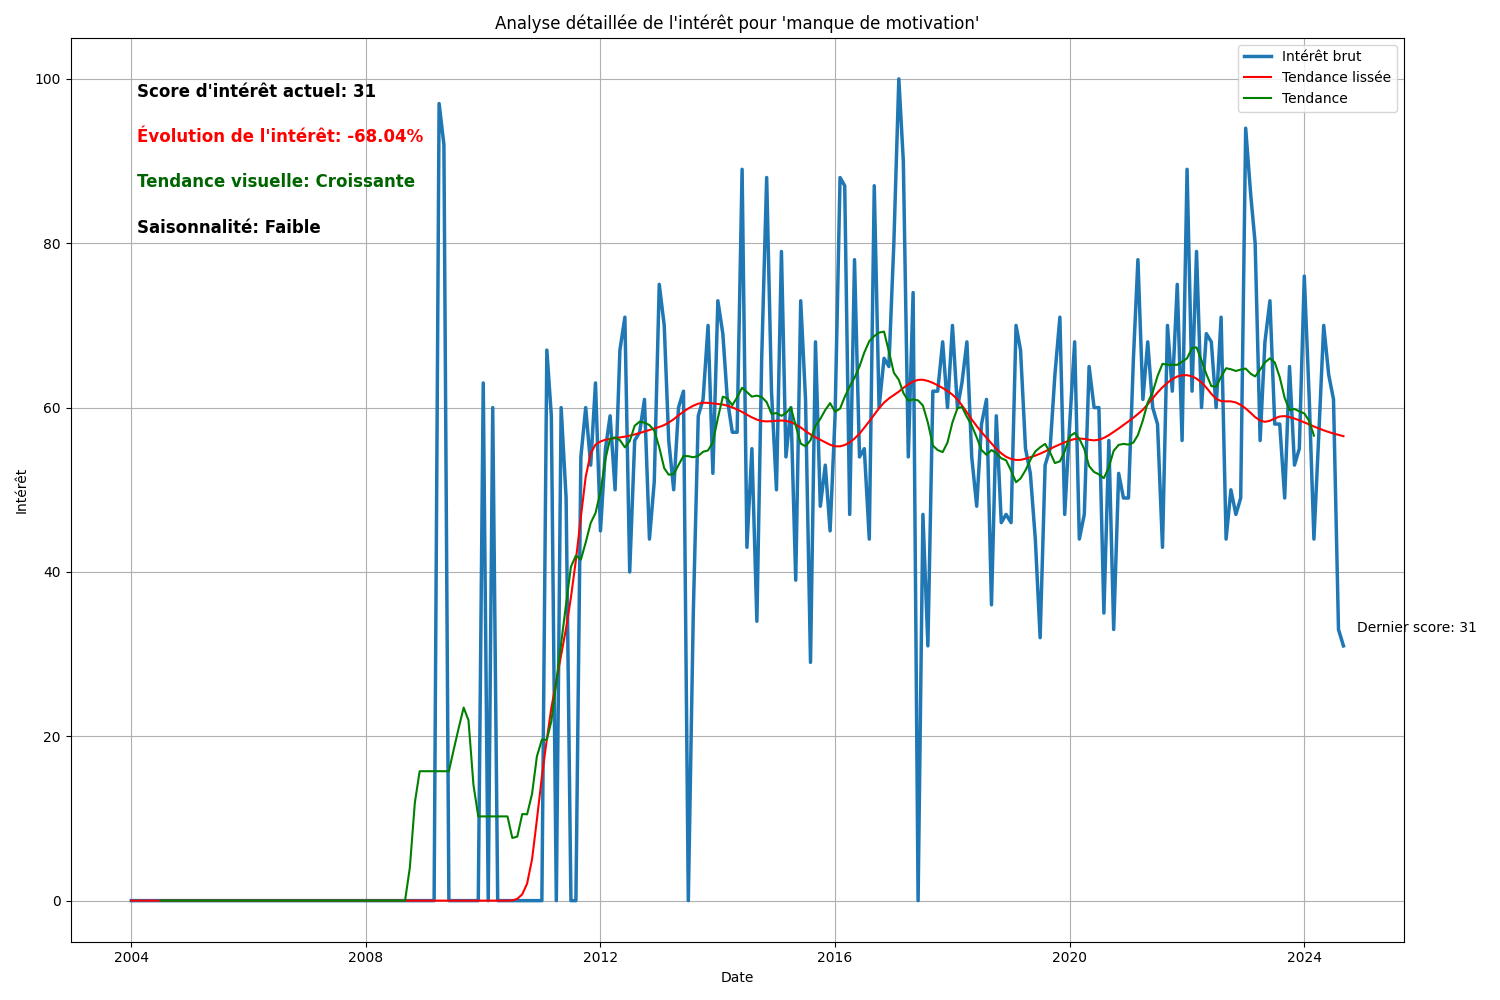 Analyse détaillée de l'intérêt pour 'manque de motivation'
Intérêt brut
Tendance lissée
Tendance
Score d'intérêt actuel: 31
Évolution de l'intérêt: -68.04%
Tendance visuelle: Croissante
Saisonnalité: Faible
Dernier score: 31
Intérêt
100
80
60
40
20
0
2004
2008
2012
2016
2020
2024
Date